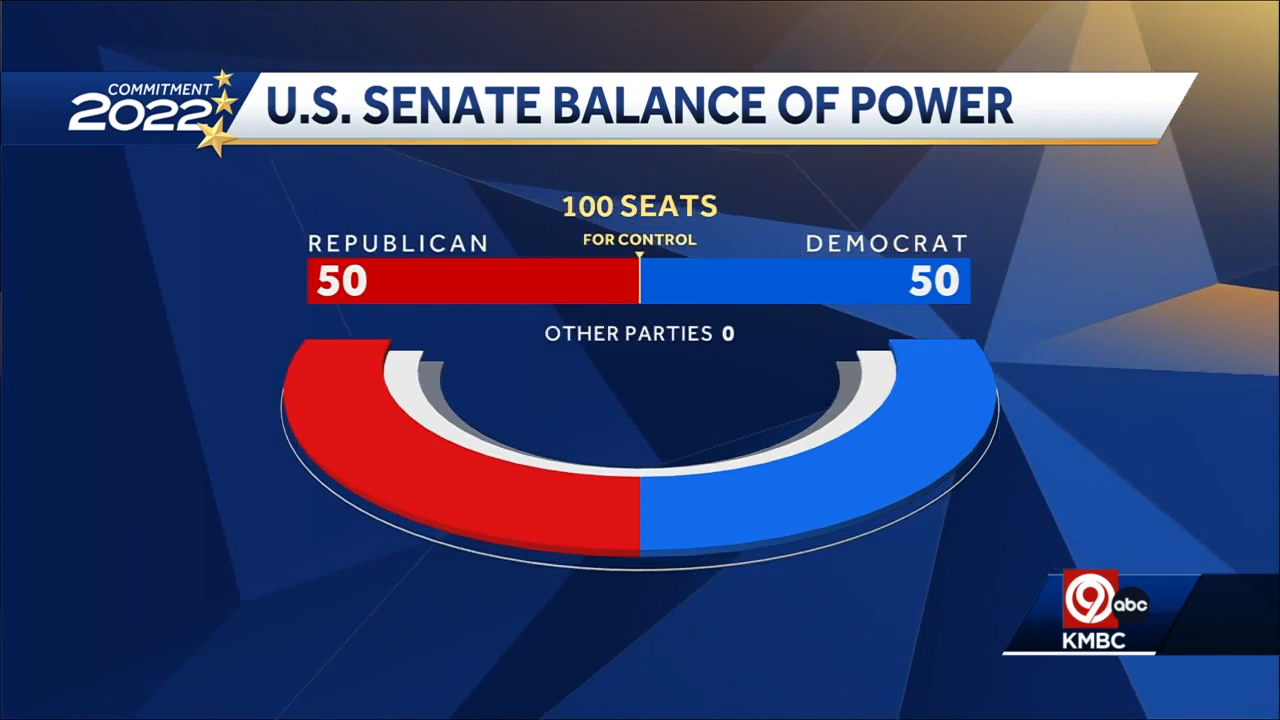 COMMITMENT
2022
U.S. SENATE BALANCE OF POWER
100 SEATS
FOR CONTROL
REPUBLICAN
DEMOCRAT
50
50
OTHER PARTIES 0
9
abc
KMBC